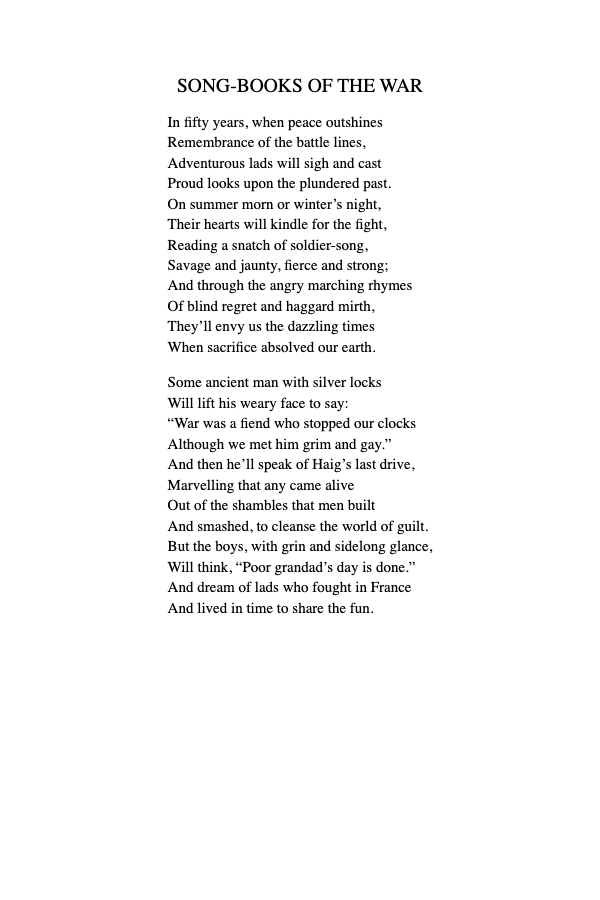 SONG-BOOKS OF THE WAR
In fifty years, when peace outshines
Remembrance of the battle lines,
Adventurous lads will sigh and cast
Proud looks upon the plundered past.
On summer morn or winter’s night,
Their hearts will kindle for the fight,
Reading a snatch of soldier-song,
Savage and jaunty, fierce and strong;
And through the angry marching rhymes
Of blind regret and haggard mirth,
They’ll envy us the dazzling times
When sacrifice absolved our earth.
Some ancient man with silver locks
Will lift his weary face to say:
“War was a fiend who stopped our clocks
Although we met him grim and gay.”
And then he’ll speak of Haig’s last drive,
Marvelling that any came alive
Out of the shambles that men built
And smashed, to cleanse the world of guilt.
But the boys, with grin and sidelong glance,
Will think, “Poor grandad’s day is done.”
And dream of lads who fought in France
And lived in time to share the fun.